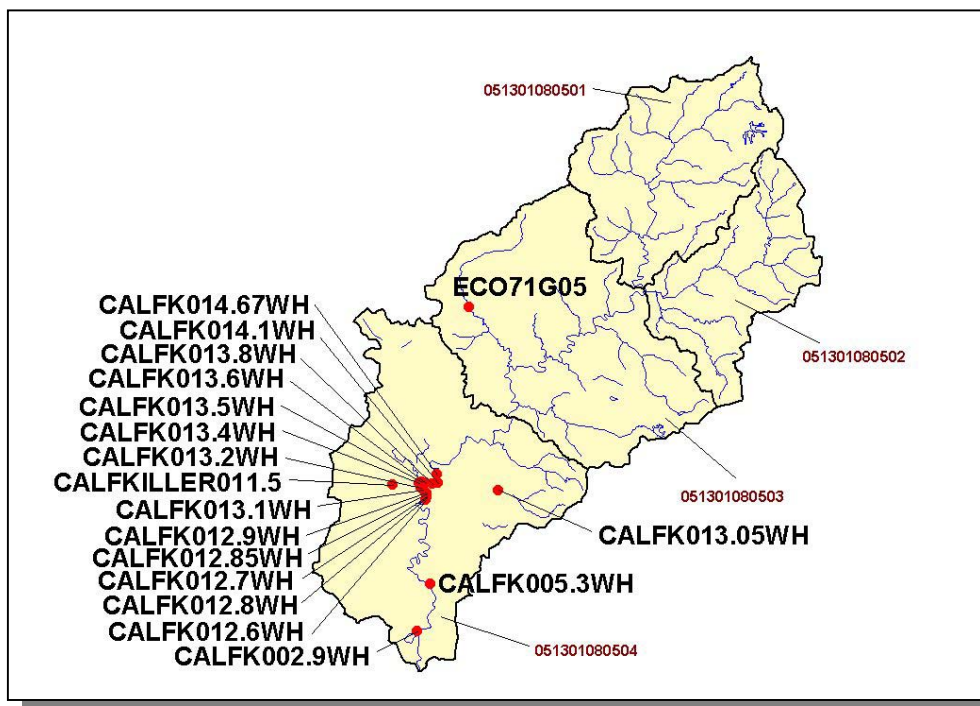 051301080501
ECO71G05
CALFK014.67WH
CALFK014.1WH
CALFK013.8WH
051301080502
CALFK013.6WH
CALFK013.5WH
CALFK013.4WH
CALFK013.2WH
CALFKILLER011.5
051301080503
CALFK013.1WH
CALFK013.05WH
CALFK012.9WH
CALFK012.85WH
CALFK012.7WH
CALFK005.3WH
CALFK012.8WH
CALFK012.6WH
051301080504
CALFK002.9WH